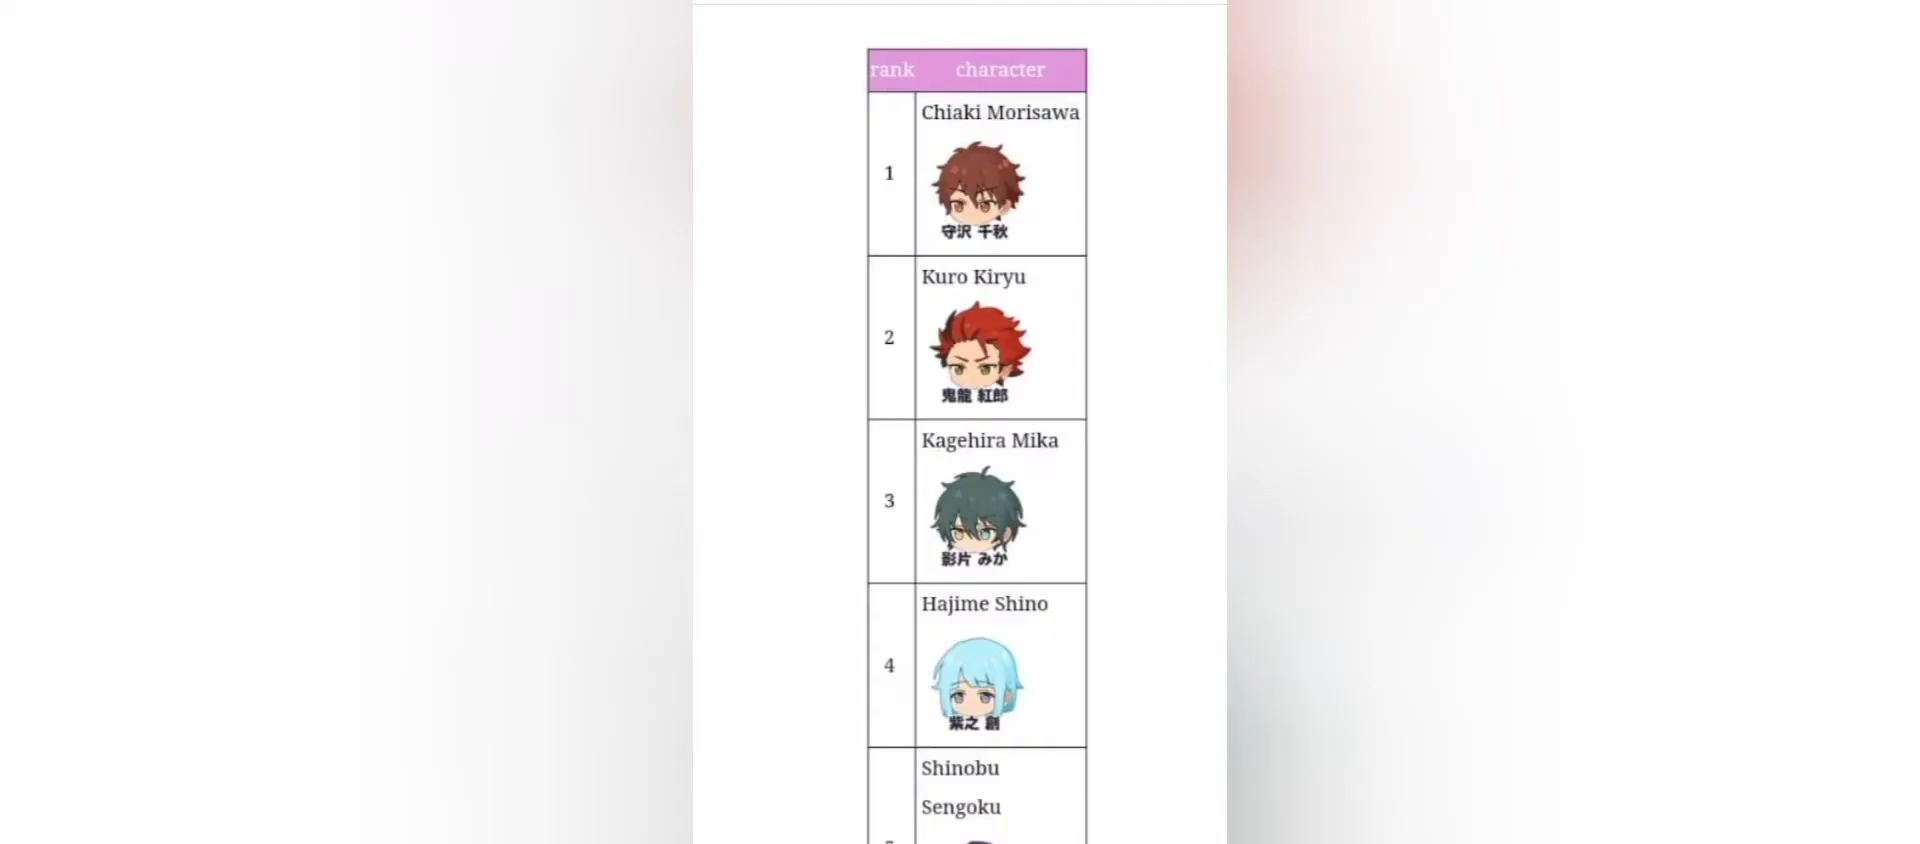 rank character
Chiaki Morisawa
1
守沢 千秋
Kuro Kiryu
2
鬼龍 紅郎
Kagehira Mika
3
影片 みか
Hajime Shino
4
紫之 創
Shinobu
Sengoku